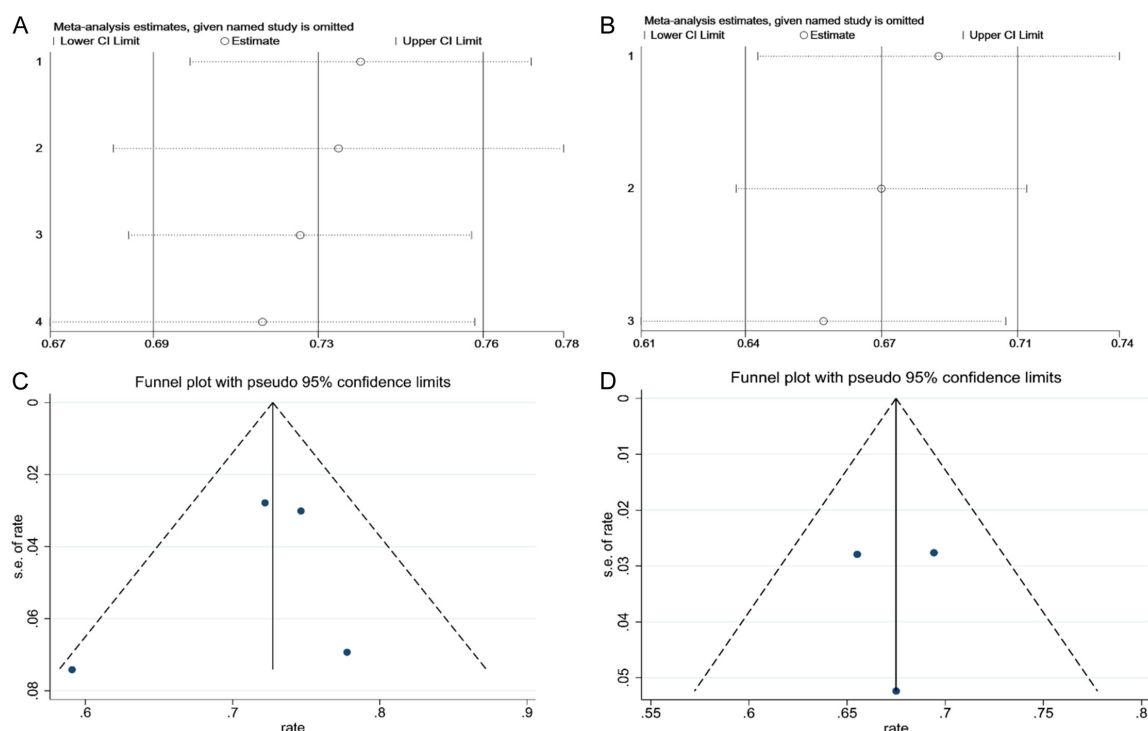 A
Meta-analysis estimates, given named study is omitted
| Lower CI Limit ○ Estimate | Upper CI Limit
1
2
3
4
0.67 0.69 0.73 0.76 0.78
B
Meta-analysis estimates, given named study is omitted
| Lower CI Limit ○ Estimate | Upper CI Limit
1
2
3
0.61 0.64 0.67 0.71 0.74
C
Funnel plot with pseudo 95% confidence limits
s.e. of rate
0
.02
.04
.06
.08
.6 .7 .8 .9
rate
D
Funnel plot with pseudo 95% confidence limits
s.e. of rate
0
.01
.02
.03
.04
.05
.55 .6 .65 .7 .75 .8
rate